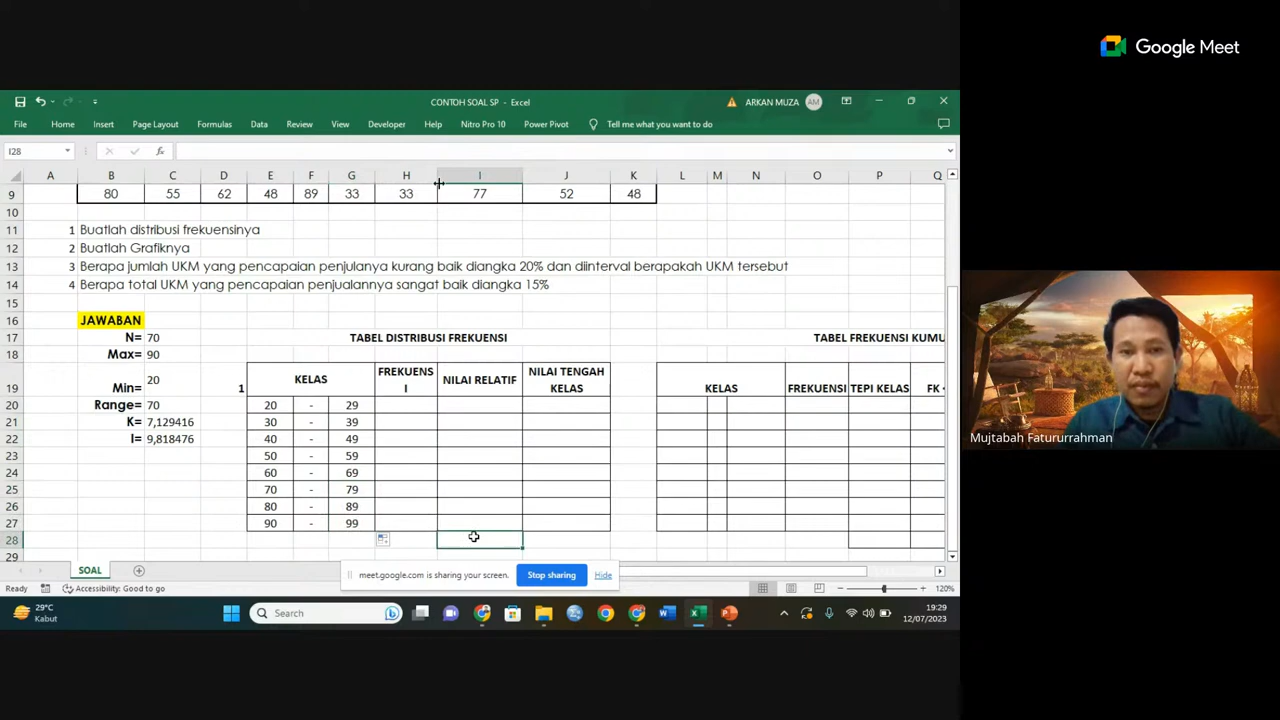 Google Meet
CONTOH SOAL SP - Excel
ARKAN MUZA AM
File Home Insert Page Layout Formulas Data Review View Developer Help Nitro Pro 10 Power Pivot Tell me what you want to do
I28 fx
A B C D E F G H I J K L M N O P Q
9 80 55 62 48 89 33 33 77 52 48
10
11 1 Buatlah distribusi frekuensinya
12 2 Buatlah Grafiknya
13 3 Berapa jumlah UKM yang pencapaian penjulanya kurang baik diangka 20% dan diinterval berapakah UKM tersebut
14 4 Berapa total UKM yang pencapaian penjualannya sangat baik diangka 15%
15
16 JAWABAN
17 N= 70 TABEL DISTRIBUSI FREKUENSI TABEL FREKUENSI KUMU
18 Max= 90
19 Min= 20 1 KELAS FREKUENS I NILAI RELATIF NILAI TENGAH KELAS KELAS FREKUENSI TEPI KELAS FK <
20 Range= 70 20 - 29
21 K= 7,129416 30 - 39
22 I= 9,818476 40 - 49
23 50 - 59
24 60 - 69
25 70 - 79
26 80 - 89
27 90 - 99
28
29
SOAL
meet.google.com is sharing your screen. Stop sharing Hide
Ready Accessibility: Good to go 120%
29°C
Kabut
Search
19:29
12/07/2023
Mujtabah Fatururrahman